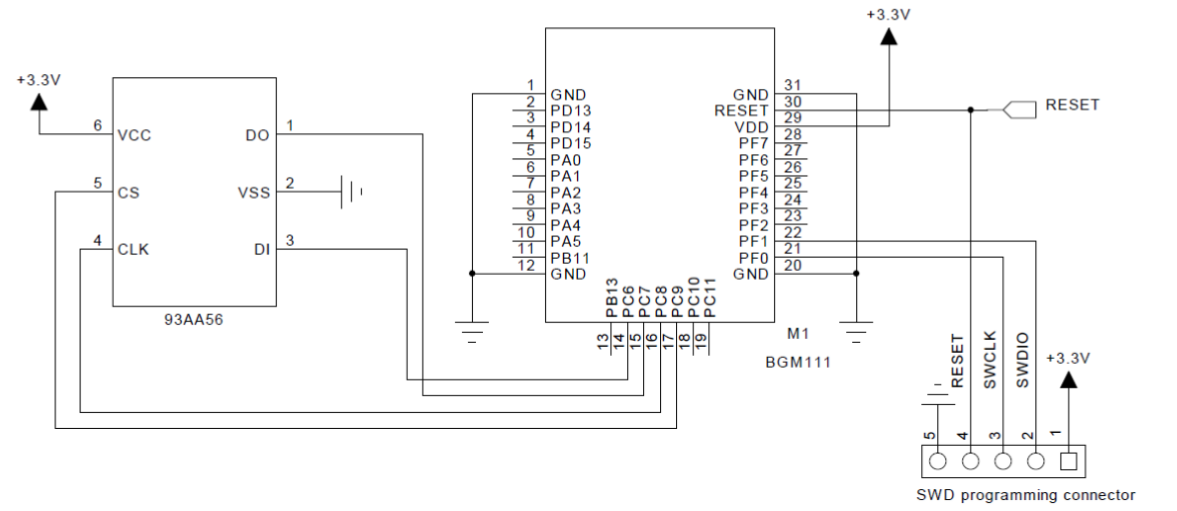 +3.3V
6 VCC DO 1
5 CS VSS 2
4 CLK DI 3
93AA56
+3.3V
1 GND GND 31
2 PD13 RESET 30
3 PD14 VDD 29
4 PD15 PF7 28
5 PA0 PF6 27
6 PA1 PF5 26
7 PA2 PF4 25
8 PA3 PF3 24
9 PA4 PF2 23
10 PA5 PF1 22
11 PB11 PF0 21
12 GND GND 20
PB13 PC6 PC7 PC8 PC9 PC10 PC11
13 14 15 16 17 18 19
M1
BGM111
RESET
RESET SWCLK SWDIO +3.3V
5 4 3 2 1
SWD programming connector